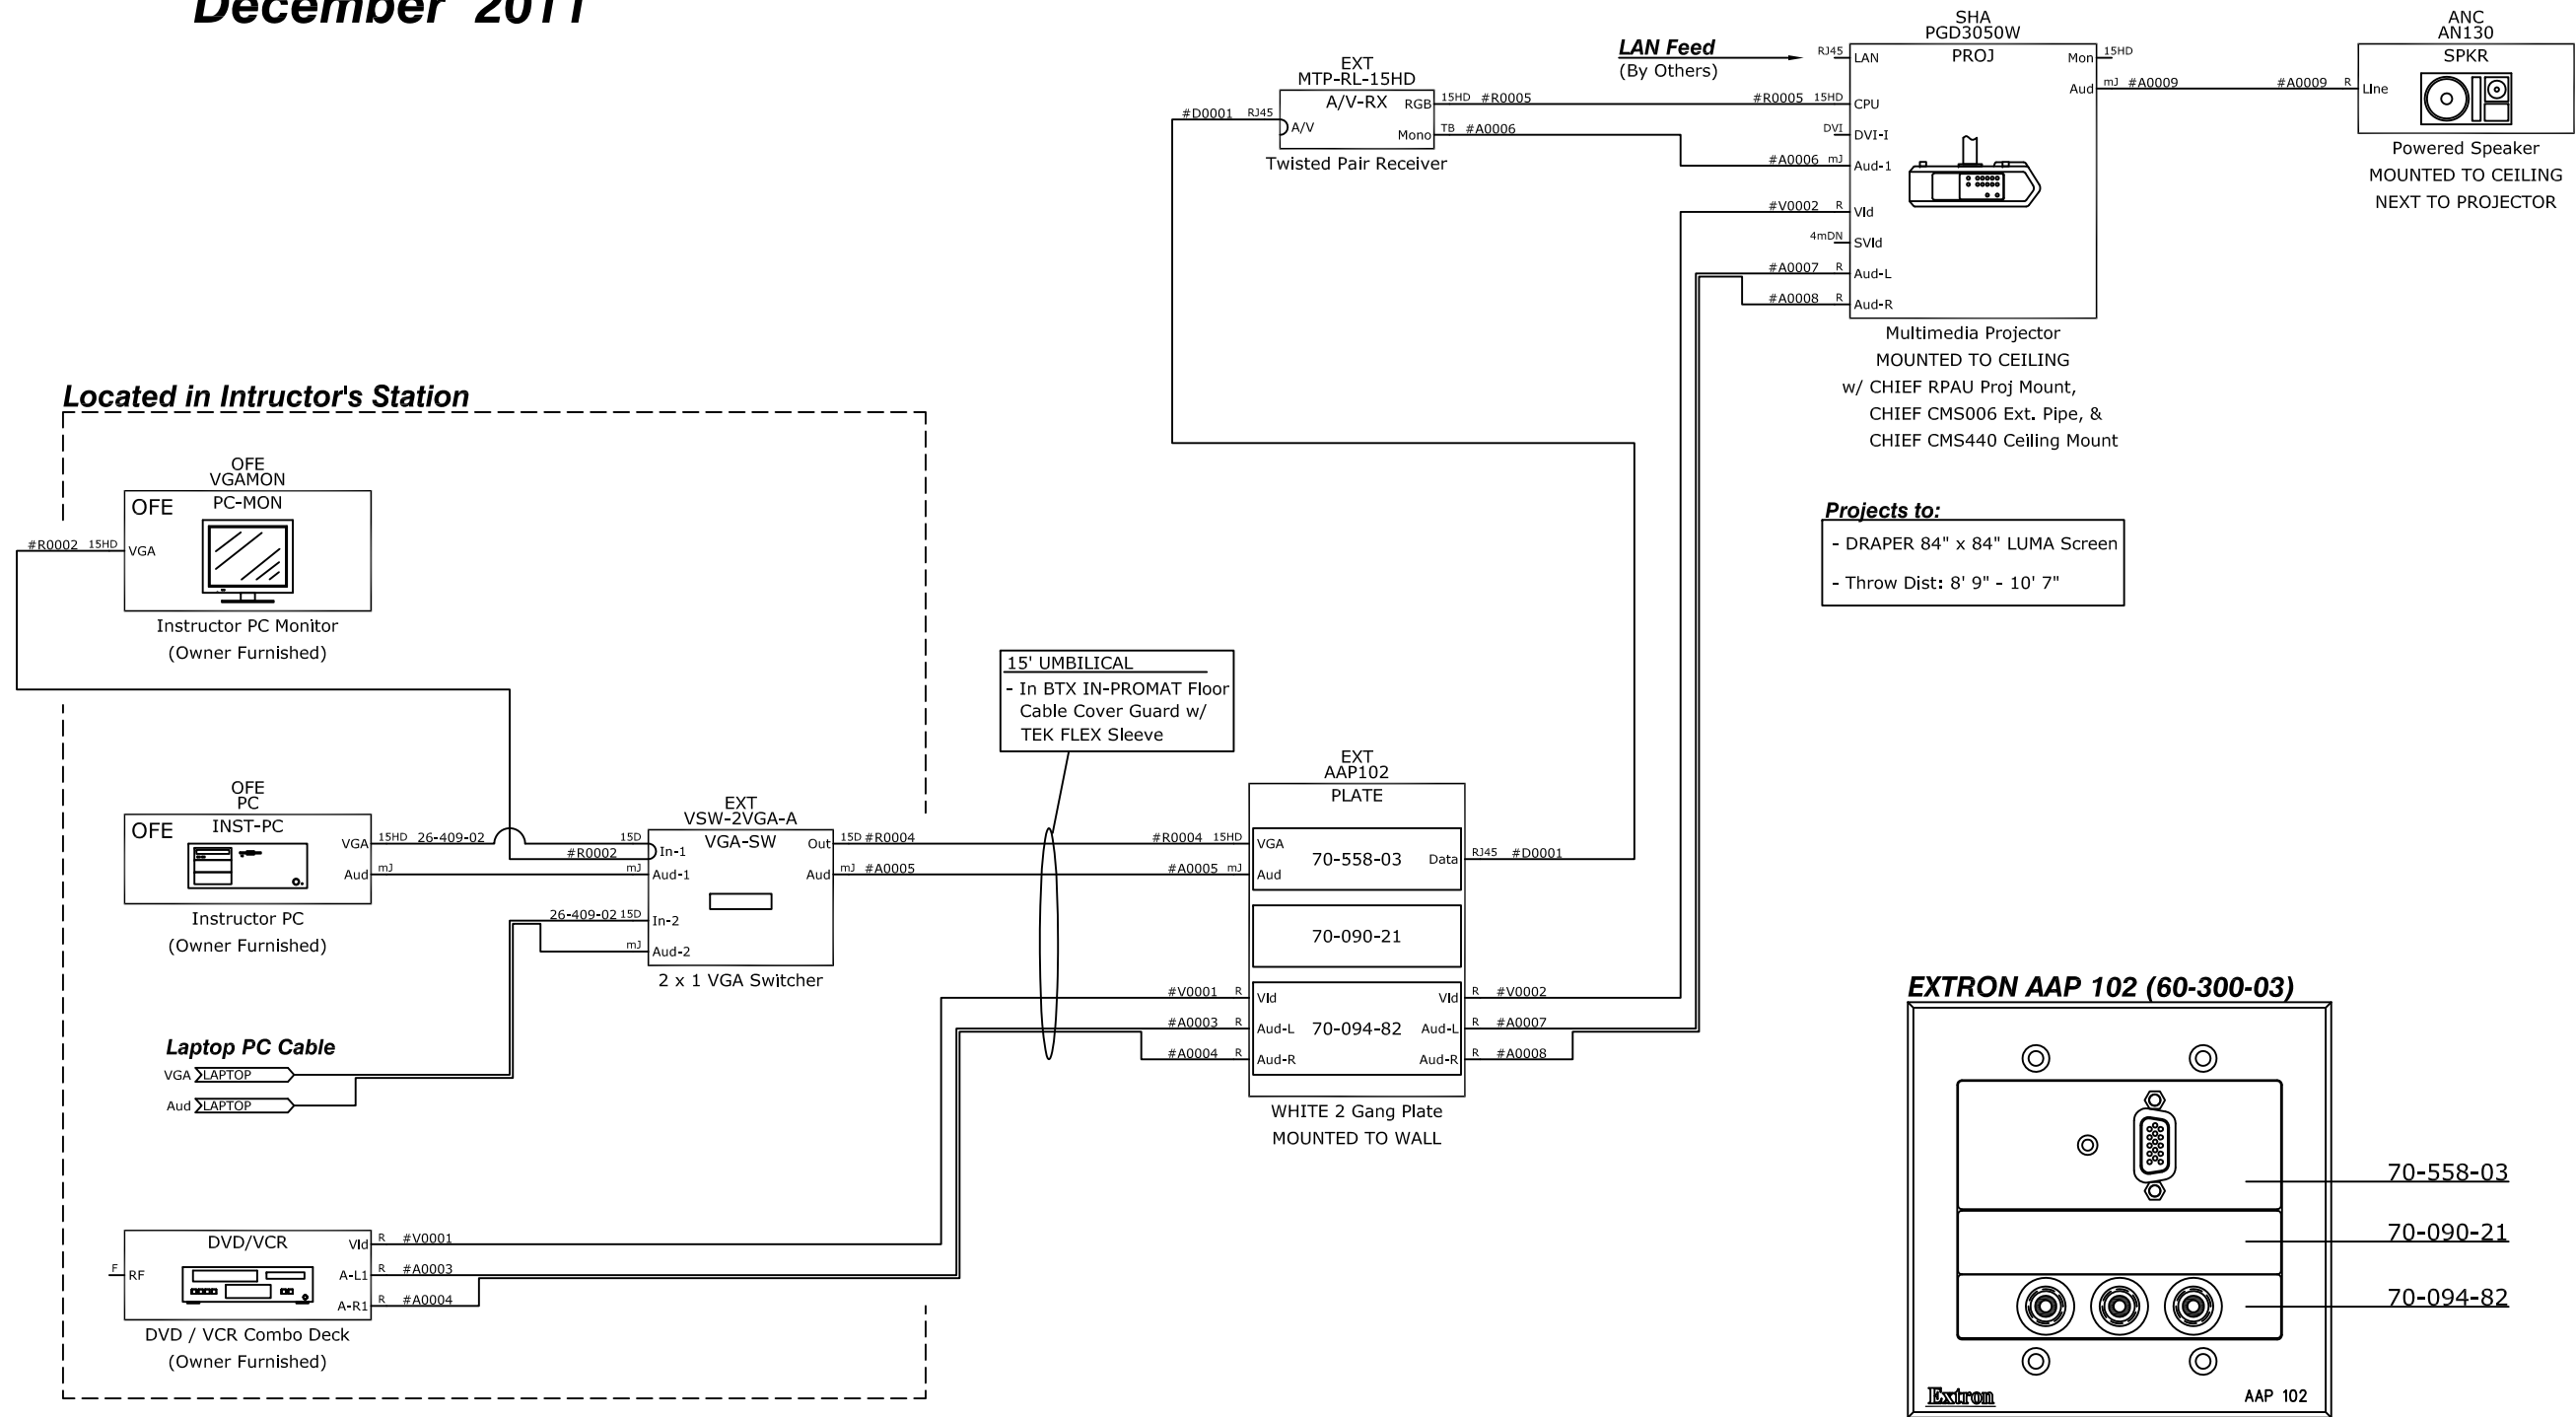 December 2011
SHA
PGD3050W
PROJ
RJ45 LAN
Mon 15HD
15HD CPU
#R0005
DVI DVI-I
#A0006 mJ Aud-1
#V0002 R VId
4mDN SVId
#A0007 R Aud-L
#A0008 R Aud-R
Aud mJ #A0009
Multimedia Projector
MOUNTED TO CEILING
w/ CHIEF RPAU Proj Mount,
CHIEF CMS006 Ext. Pipe, &
CHIEF CMS440 Ceiling Mount
LAN Feed
(By Others)
ANC
AN130
SPKR
#A0009 R LIne
Powered Speaker
MOUNTED TO CEILING
NEXT TO PROJECTOR
EXT
MTP-RL-15HD
A/V-RX
RGB 15HD #R0005
#D0001 RJ45 A/V
Mono TB #A0006
Twisted Pair Receiver
Projects to:
- DRAPER 84" x 84" LUMA Screen
- Throw Dist: 8' 9" - 10' 7"
Located in Intructor's Station
OFE
VGAMON
OFE PC-MON
#R0002 15HD VGA
Instructor PC Monitor
(Owner Furnished)
OFE
PC
OFE INST-PC
VGA 15HD 26-409-02
Aud mJ
Instructor PC
(Owner Furnished)
EXT
VSW-2VGA-A
VGA-SW
15D
#R0002 In-1
mJ Aud-1
26-409-02 15D In-2
mJ Aud-2
Out 15D #R0004
Aud mJ #A0005
2 x 1 VGA Switcher
Laptop PC Cable
VGA LAPTOP
Aud LAPTOP
DVD/VCR
F RF
VId R #V0001
A-L1 R #A0003
A-R1 R #A0004
DVD / VCR Combo Deck
(Owner Furnished)
15' UMBILICAL
- In BTX IN-PROMAT Floor
Cable Cover Guard w/
TEK FLEX Sleeve
EXT
AAP102
PLATE
#R0004 15HD VGA
#A0005 mJ Aud
70-558-03
Data RJ45 #D0001
70-090-21
#V0001 R VId
#A0003 R Aud-L
#A0004 R Aud-R
70-094-82
VId R #V0002
Aud-L R #A0007
Aud-R R #A0008
WHITE 2 Gang Plate
MOUNTED TO WALL
EXTRON AAP 102 (60-300-03)
70-558-03
70-090-21
70-094-82
Extron
AAP 102